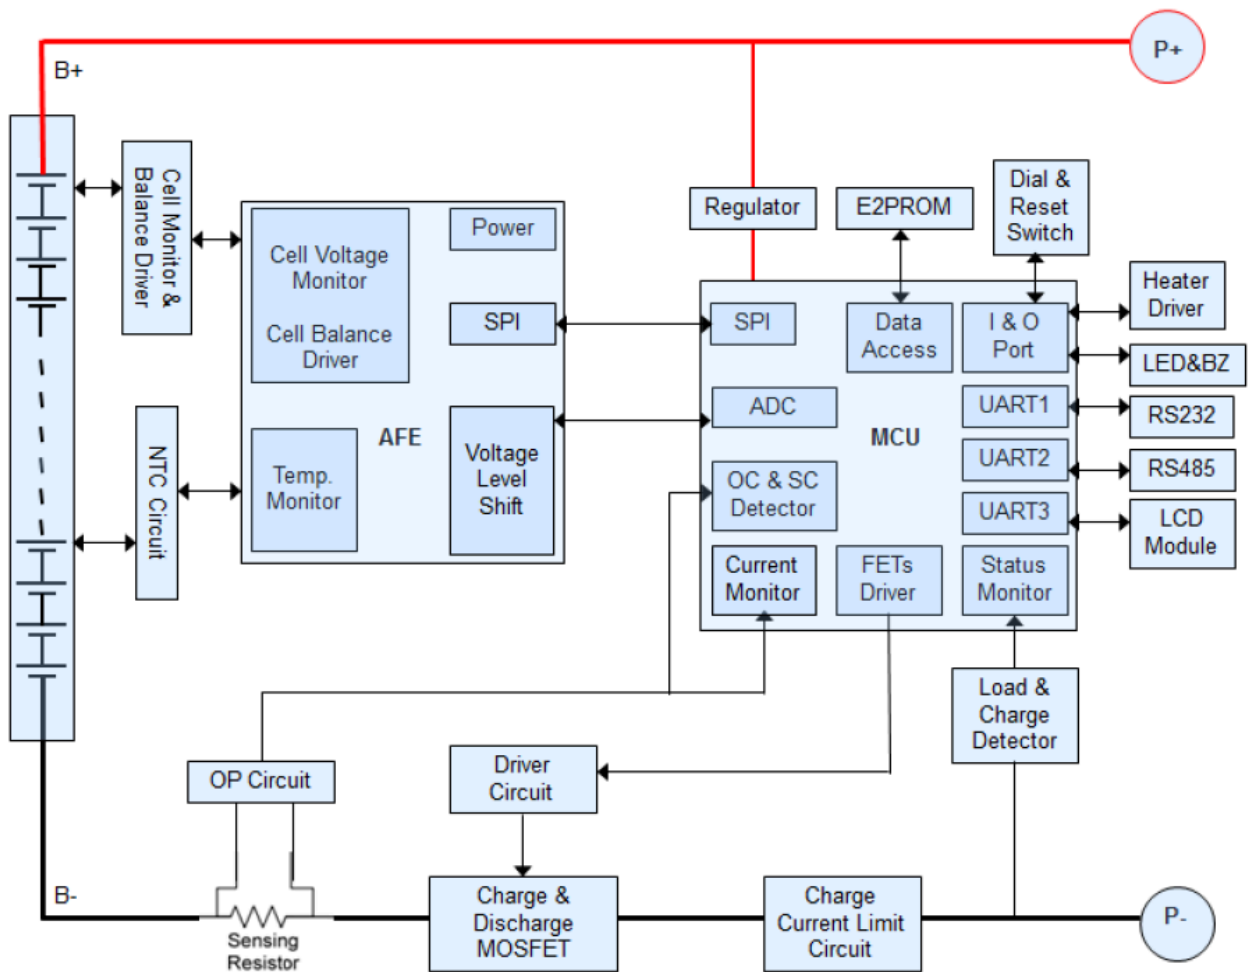 P+
B+
Cell Monitor &
Balance Driver
Regulator
E2PROM
Dial &
Reset
Switch
Cell Voltage
Monitor
Cell Balance
Driver
Power
SPI
AFE
Voltage
Level
Shift
Temp.
Monitor
NTC Circuit
SPI
Data
Access
I & O
Port
Heater
Driver
LED&BZ
ADC
MCU
UART1
RS232
UART2
RS485
OC & SC
Detector
UART3
LCD
Module
Current
Monitor
FETs
Driver
Status
Monitor
Load &
Charge
Detector
OP Circuit
Driver
Circuit
B-
Sensing
Resistor
Charge &
Discharge
MOSFET
Charge
Current Limit
Circuit
P-